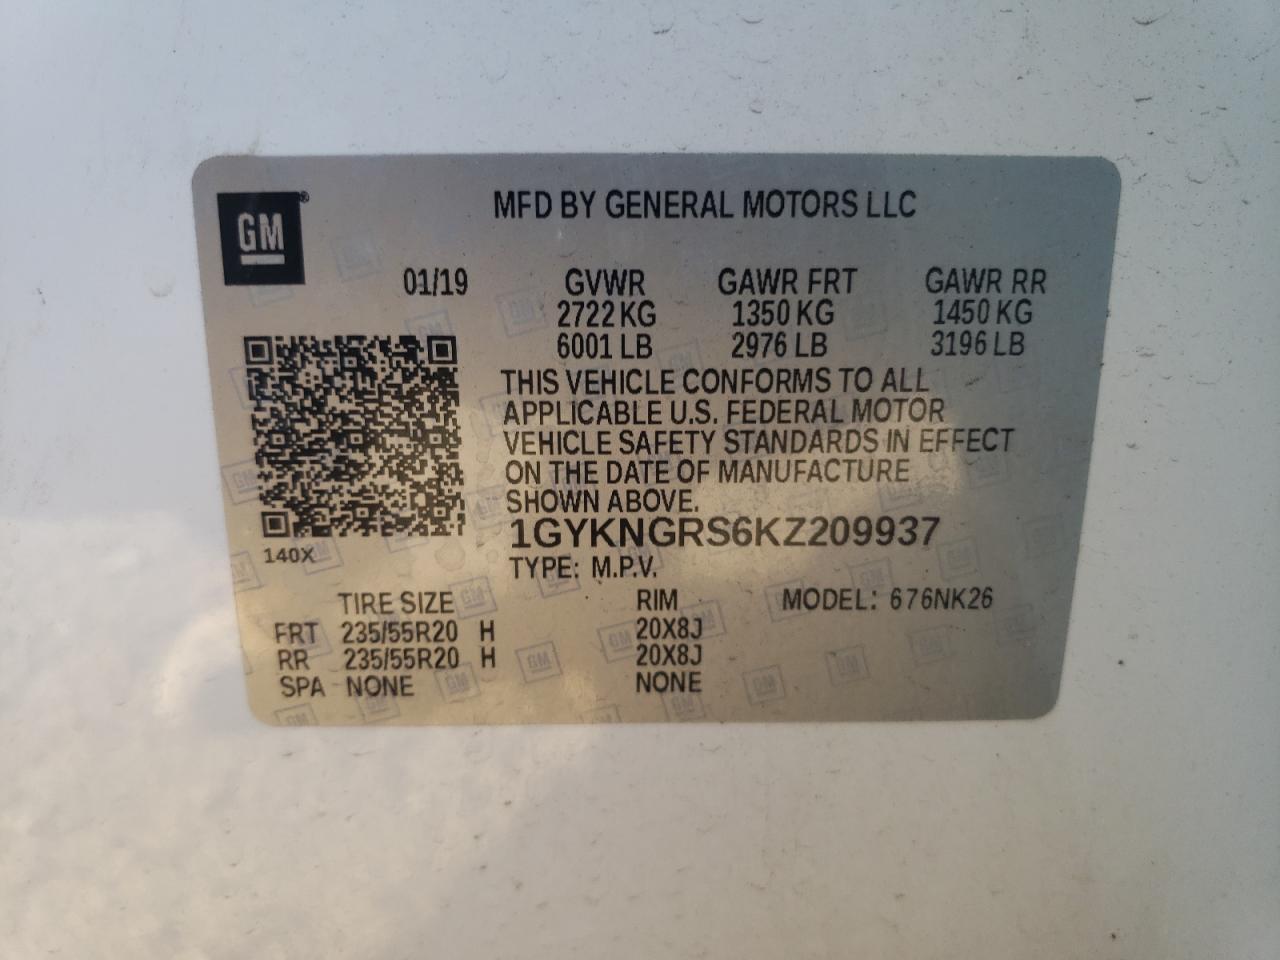 GM®
MFD BY GENERAL MOTORS LLC
01/19 GVWR GAWR FRT GAWR RR
2722 KG 1350 KG 1450 KG
6001 LB 2976 LB 3196 LB
THIS VEHICLE CONFORMS TO ALL
APPLICABLE U.S. FEDERAL MOTOR
VEHICLE SAFETY STANDARDS IN EFFECT
ON THE DATE OF MANUFACTURE
SHOWN ABOVE.
1GYKNGRS6KZ209937
140X
TYPE: M.P.V.
TIRE SIZE RIM MODEL: 676NK26
FRT 235/55R20 H 20X8J
RR 235/55R20 H 20X8J
SPA NONE NONE